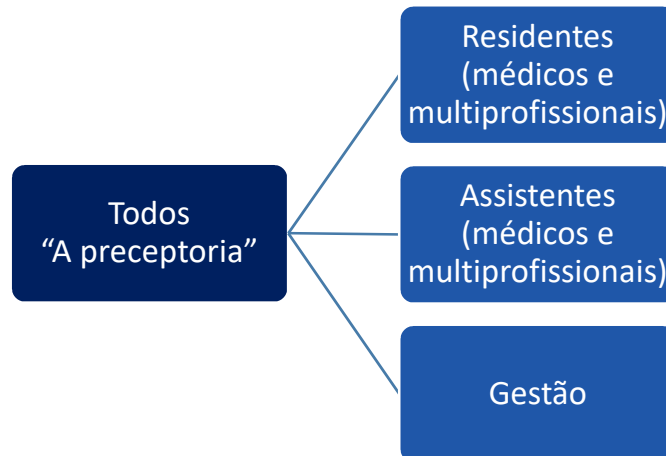 Todos
“A preceptoria”
Residentes
(médicos e
multiprofissionais)
Assistentes
(médicos e
multiprofissionais)
Gestão